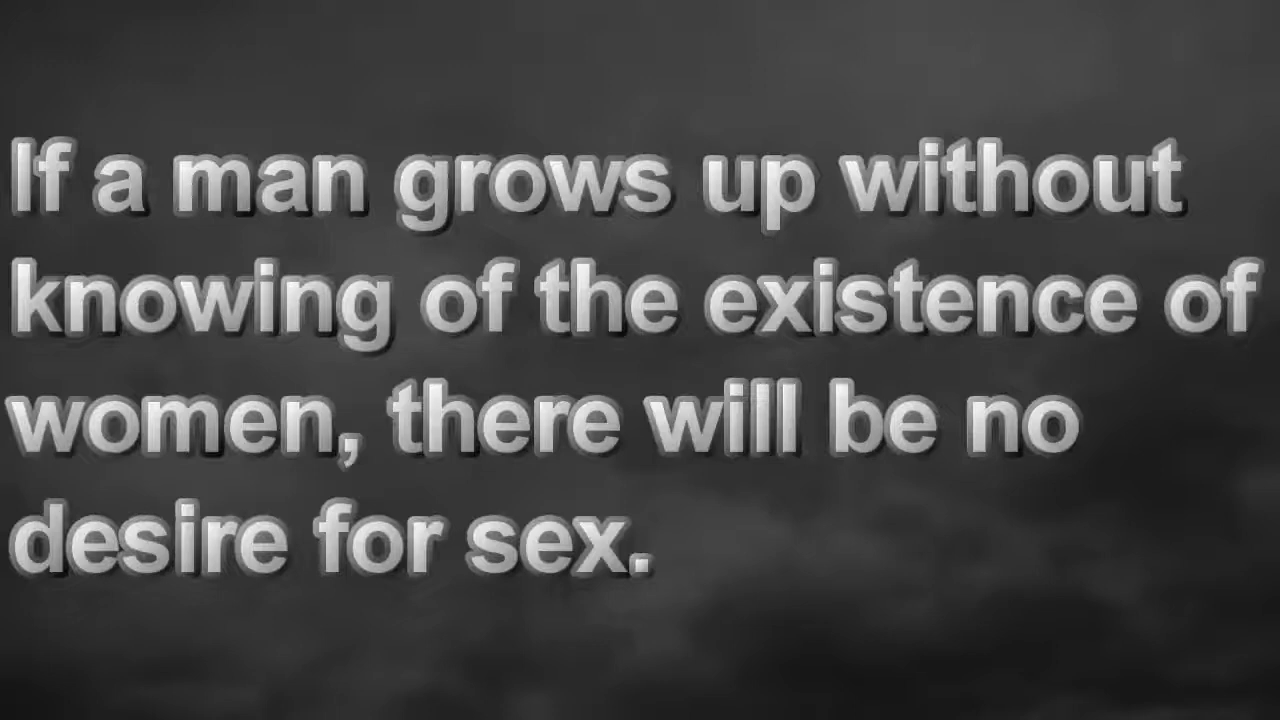 If a man grows up without
knowing of the existence of
women, there will be no
desire for sex.